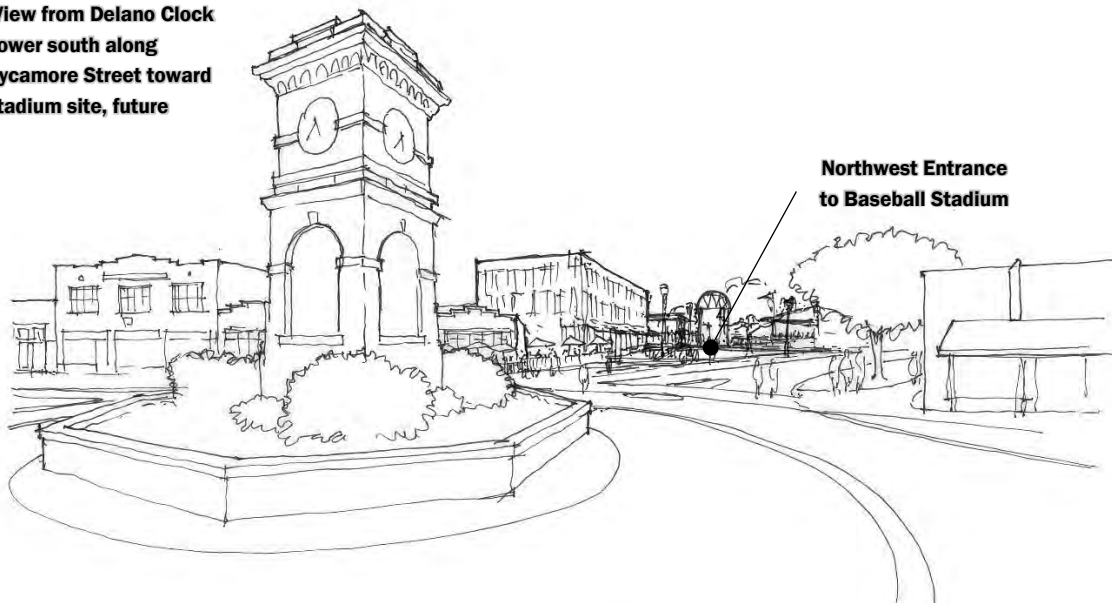 View from Delano Clock
ower south along
ycamore Street toward
tadium site, future
Northwest Entrance
to Baseball Stadium